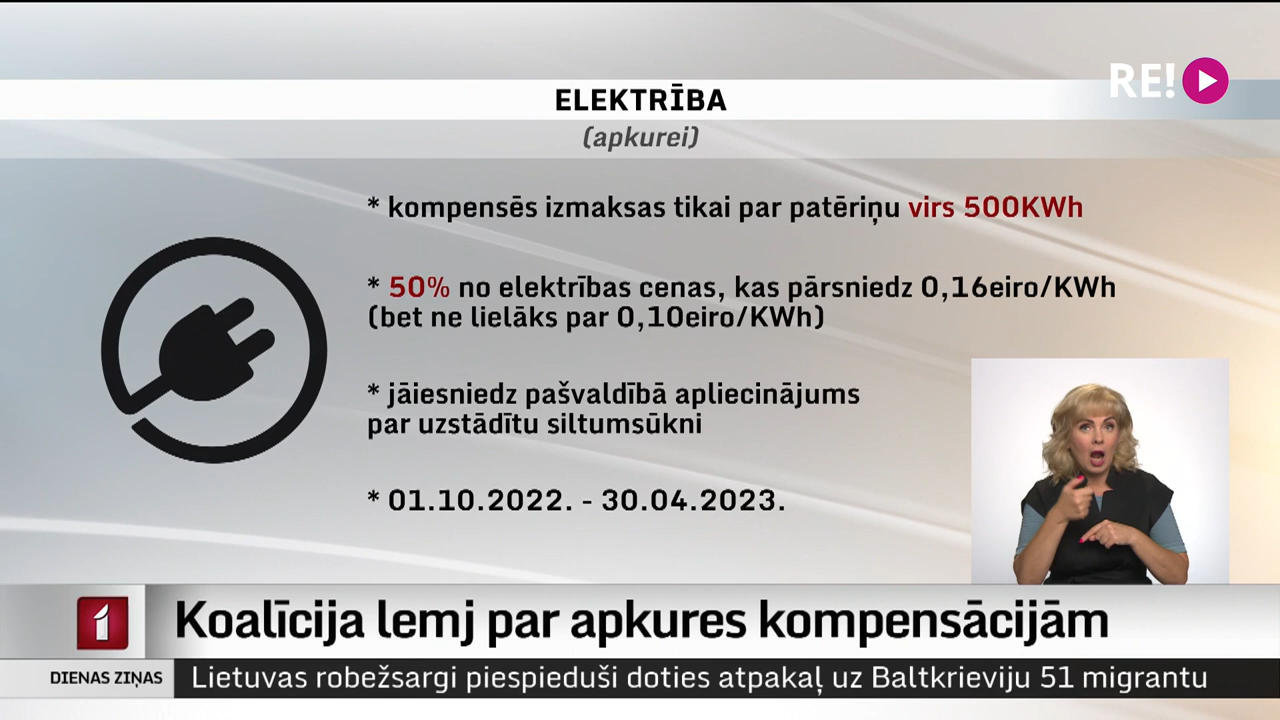 RE!
ELEKTRĪBA
(apkurei)
* kompensēs izmaksas tikai par patēriņu virs 500KWh
* 50% no elektrības cenas, kas pārsniedz 0,16eiro/KWh
(bet ne lielāks par 0,10eiro/KWh)
* jāiesniedz pašvaldībā apliecinājums
par uzstādītu siltumsūkni
* 01.10.2022. - 30.04.2023.
1 Koalīcija lemj par apkures kompensācijām
DIENAS ZIŅAS Lietuvas robežsargi piespieduši doties atpakaļ uz Baltkrieviju 51 migrantu